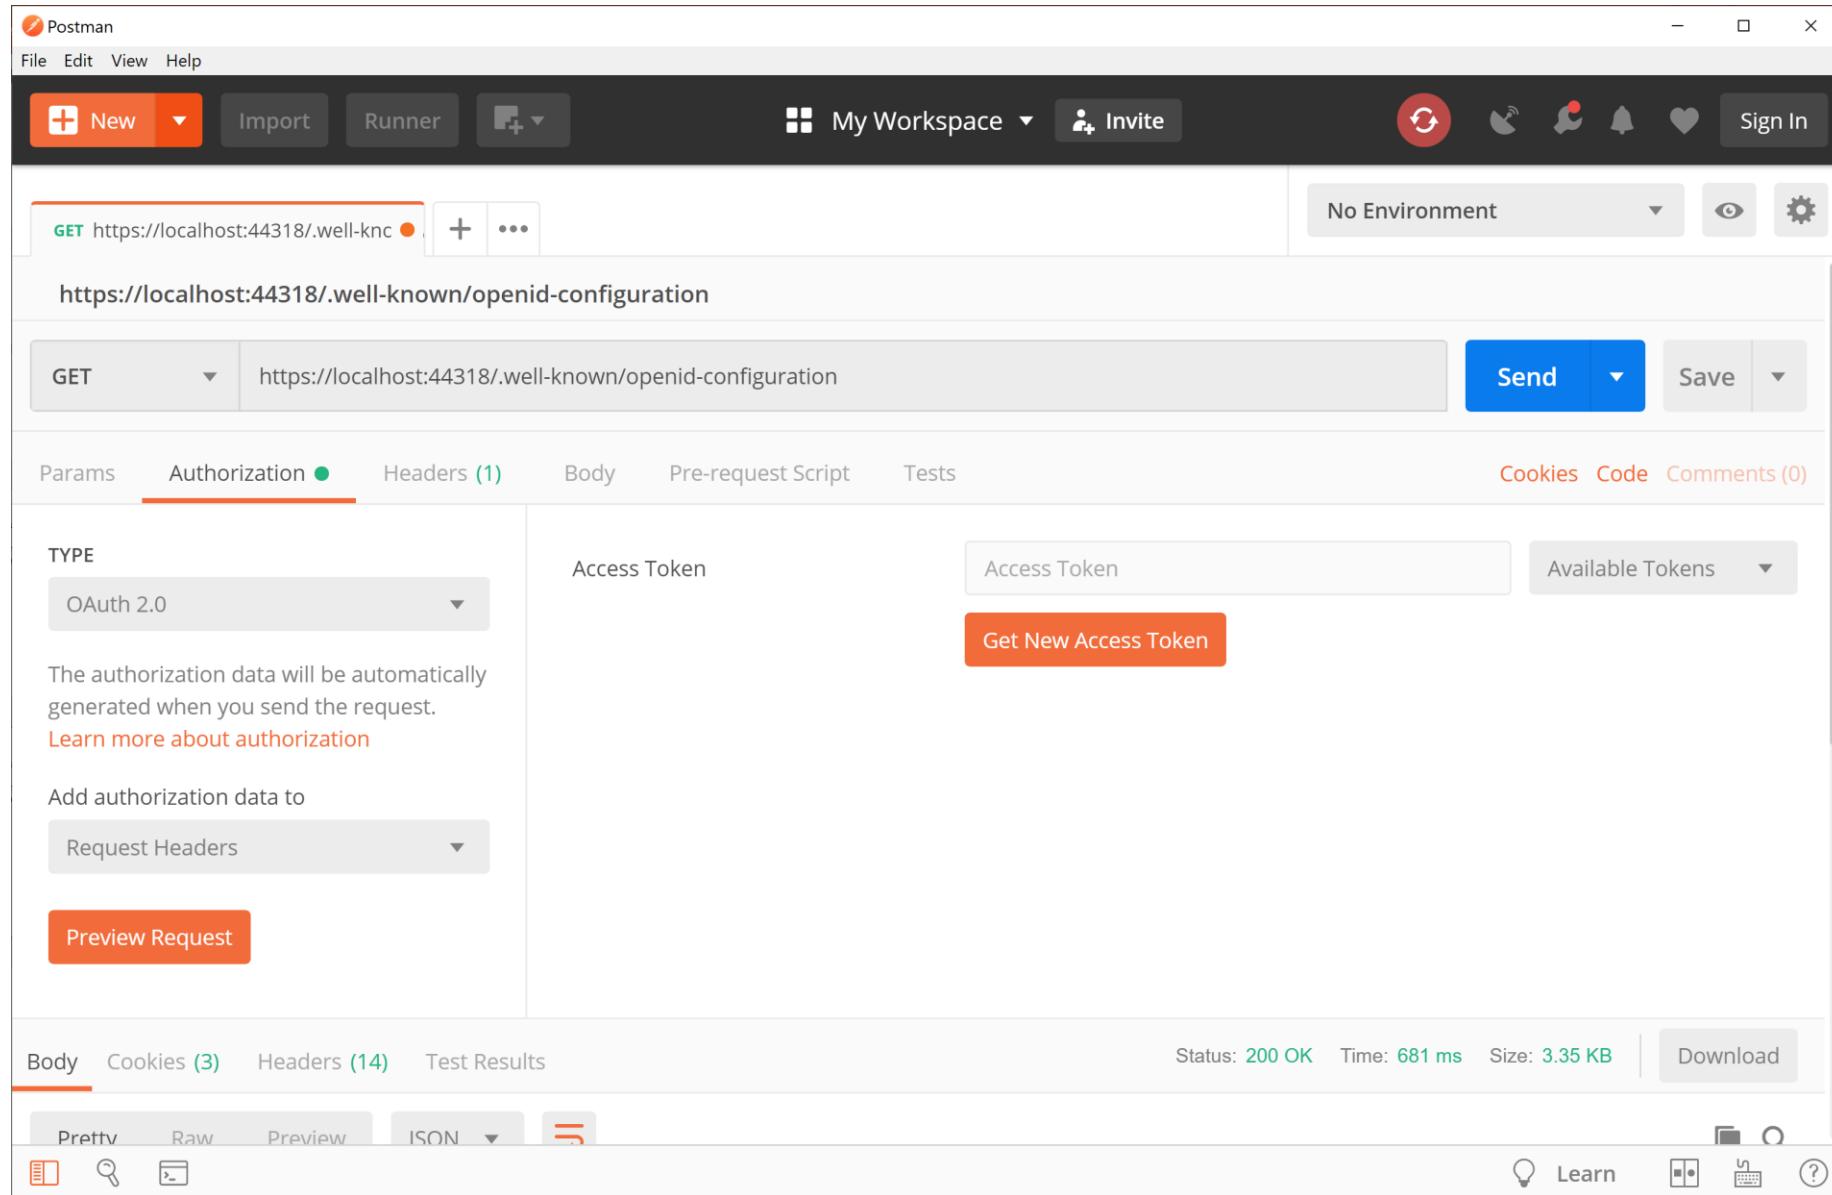 Postman
File Edit View Help
New Import Runner My Workspace Invite Sign In
GET https://localhost:44318/.well-knc
No Environment
https://localhost:44318/.well-known/openid-configuration
GET https://localhost:44318/.well-known/openid-configuration Send Save
Params Authorization Headers (1) Body Pre-request Script Tests Cookies Code Comments (0)
TYPE
OAuth 2.0
The authorization data will be automatically
generated when you send the request.
Learn more about authorization
Add authorization data to
Request Headers
Preview Request
Access Token Access Token Available Tokens
Get New Access Token
Body Cookies (3) Headers (14) Test Results Status: 200 OK Time: 681 ms Size: 3.35 KB Download
Pretty Raw Preview JSON
Learn